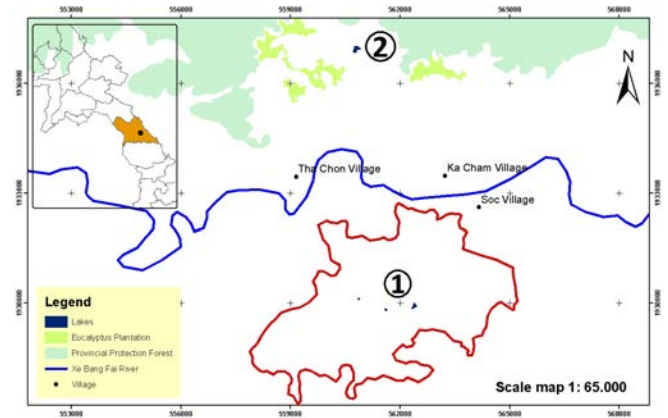 553000 556000 559000 562000 565000 568000
②
N
1936000 1936000
Tha Chon Village
Ka Cham Village
1933000 1933000
Soc Village
①
1930000 1930000
Legend
Lakes
Eucalyptus Plantation
Provincial Protection Forest
Xe Bang Fai River
Village
Scale map 1: 65.000
553000 556000 559000 562000 565000 568000